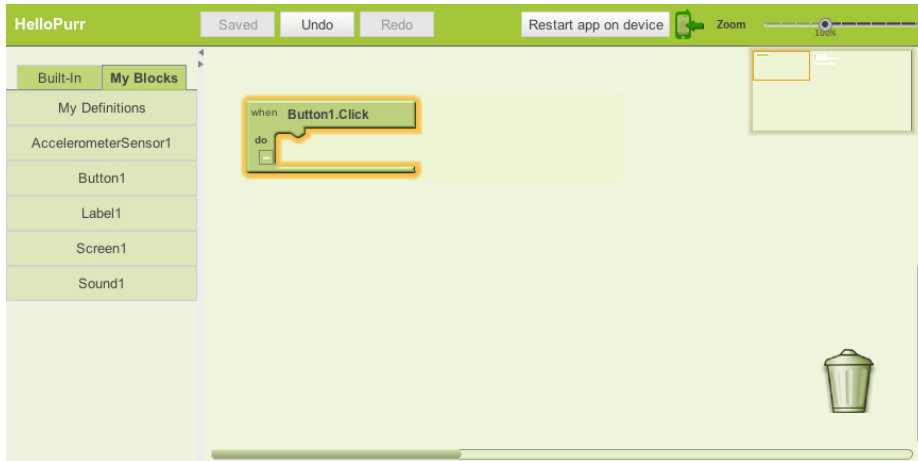 HelloPurr Saved Undo Redo Restart app on device Zoom
100%
Built-In My Blocks
My Definitions
AccelerometerSensor1
Button1
Label1
Screen1
Sound1
when Button1.Click
do